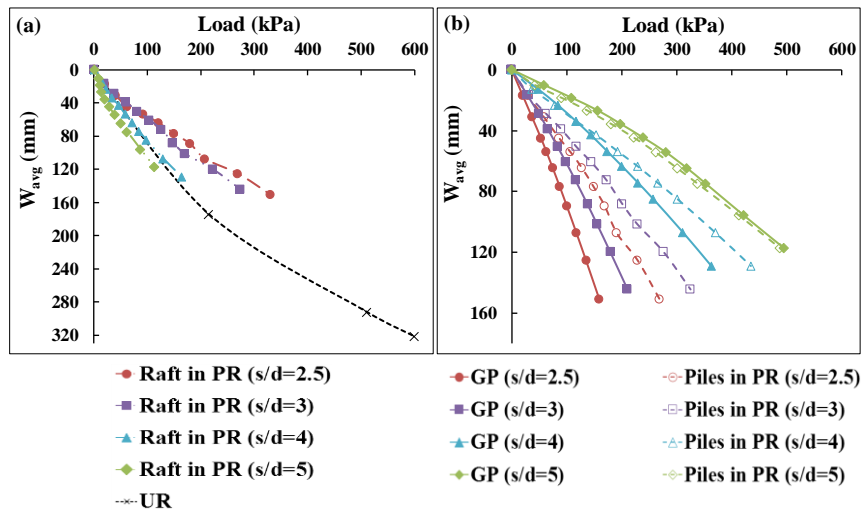 (a)
Load (kPa)
0 100 200 300 400 500 600
0
40
80
120
160
200
240
280
320
Wavg (mm)
Raft in PR (s/d=2.5)
Raft in PR (s/d=3)
Raft in PR (s/d=4)
Raft in PR (s/d=5)
UR
(b)
Load (kPa)
0 100 200 300 400 500 600
0
40
80
120
160
Wavg (mm)
GP (s/d=2.5)
Piles in PR (s/d=2.5)
GP (s/d=3)
Piles in PR (s/d=3)
GP (s/d=4)
Piles in PR (s/d=4)
GP (s/d=5)
Piles in PR (s/d=5)